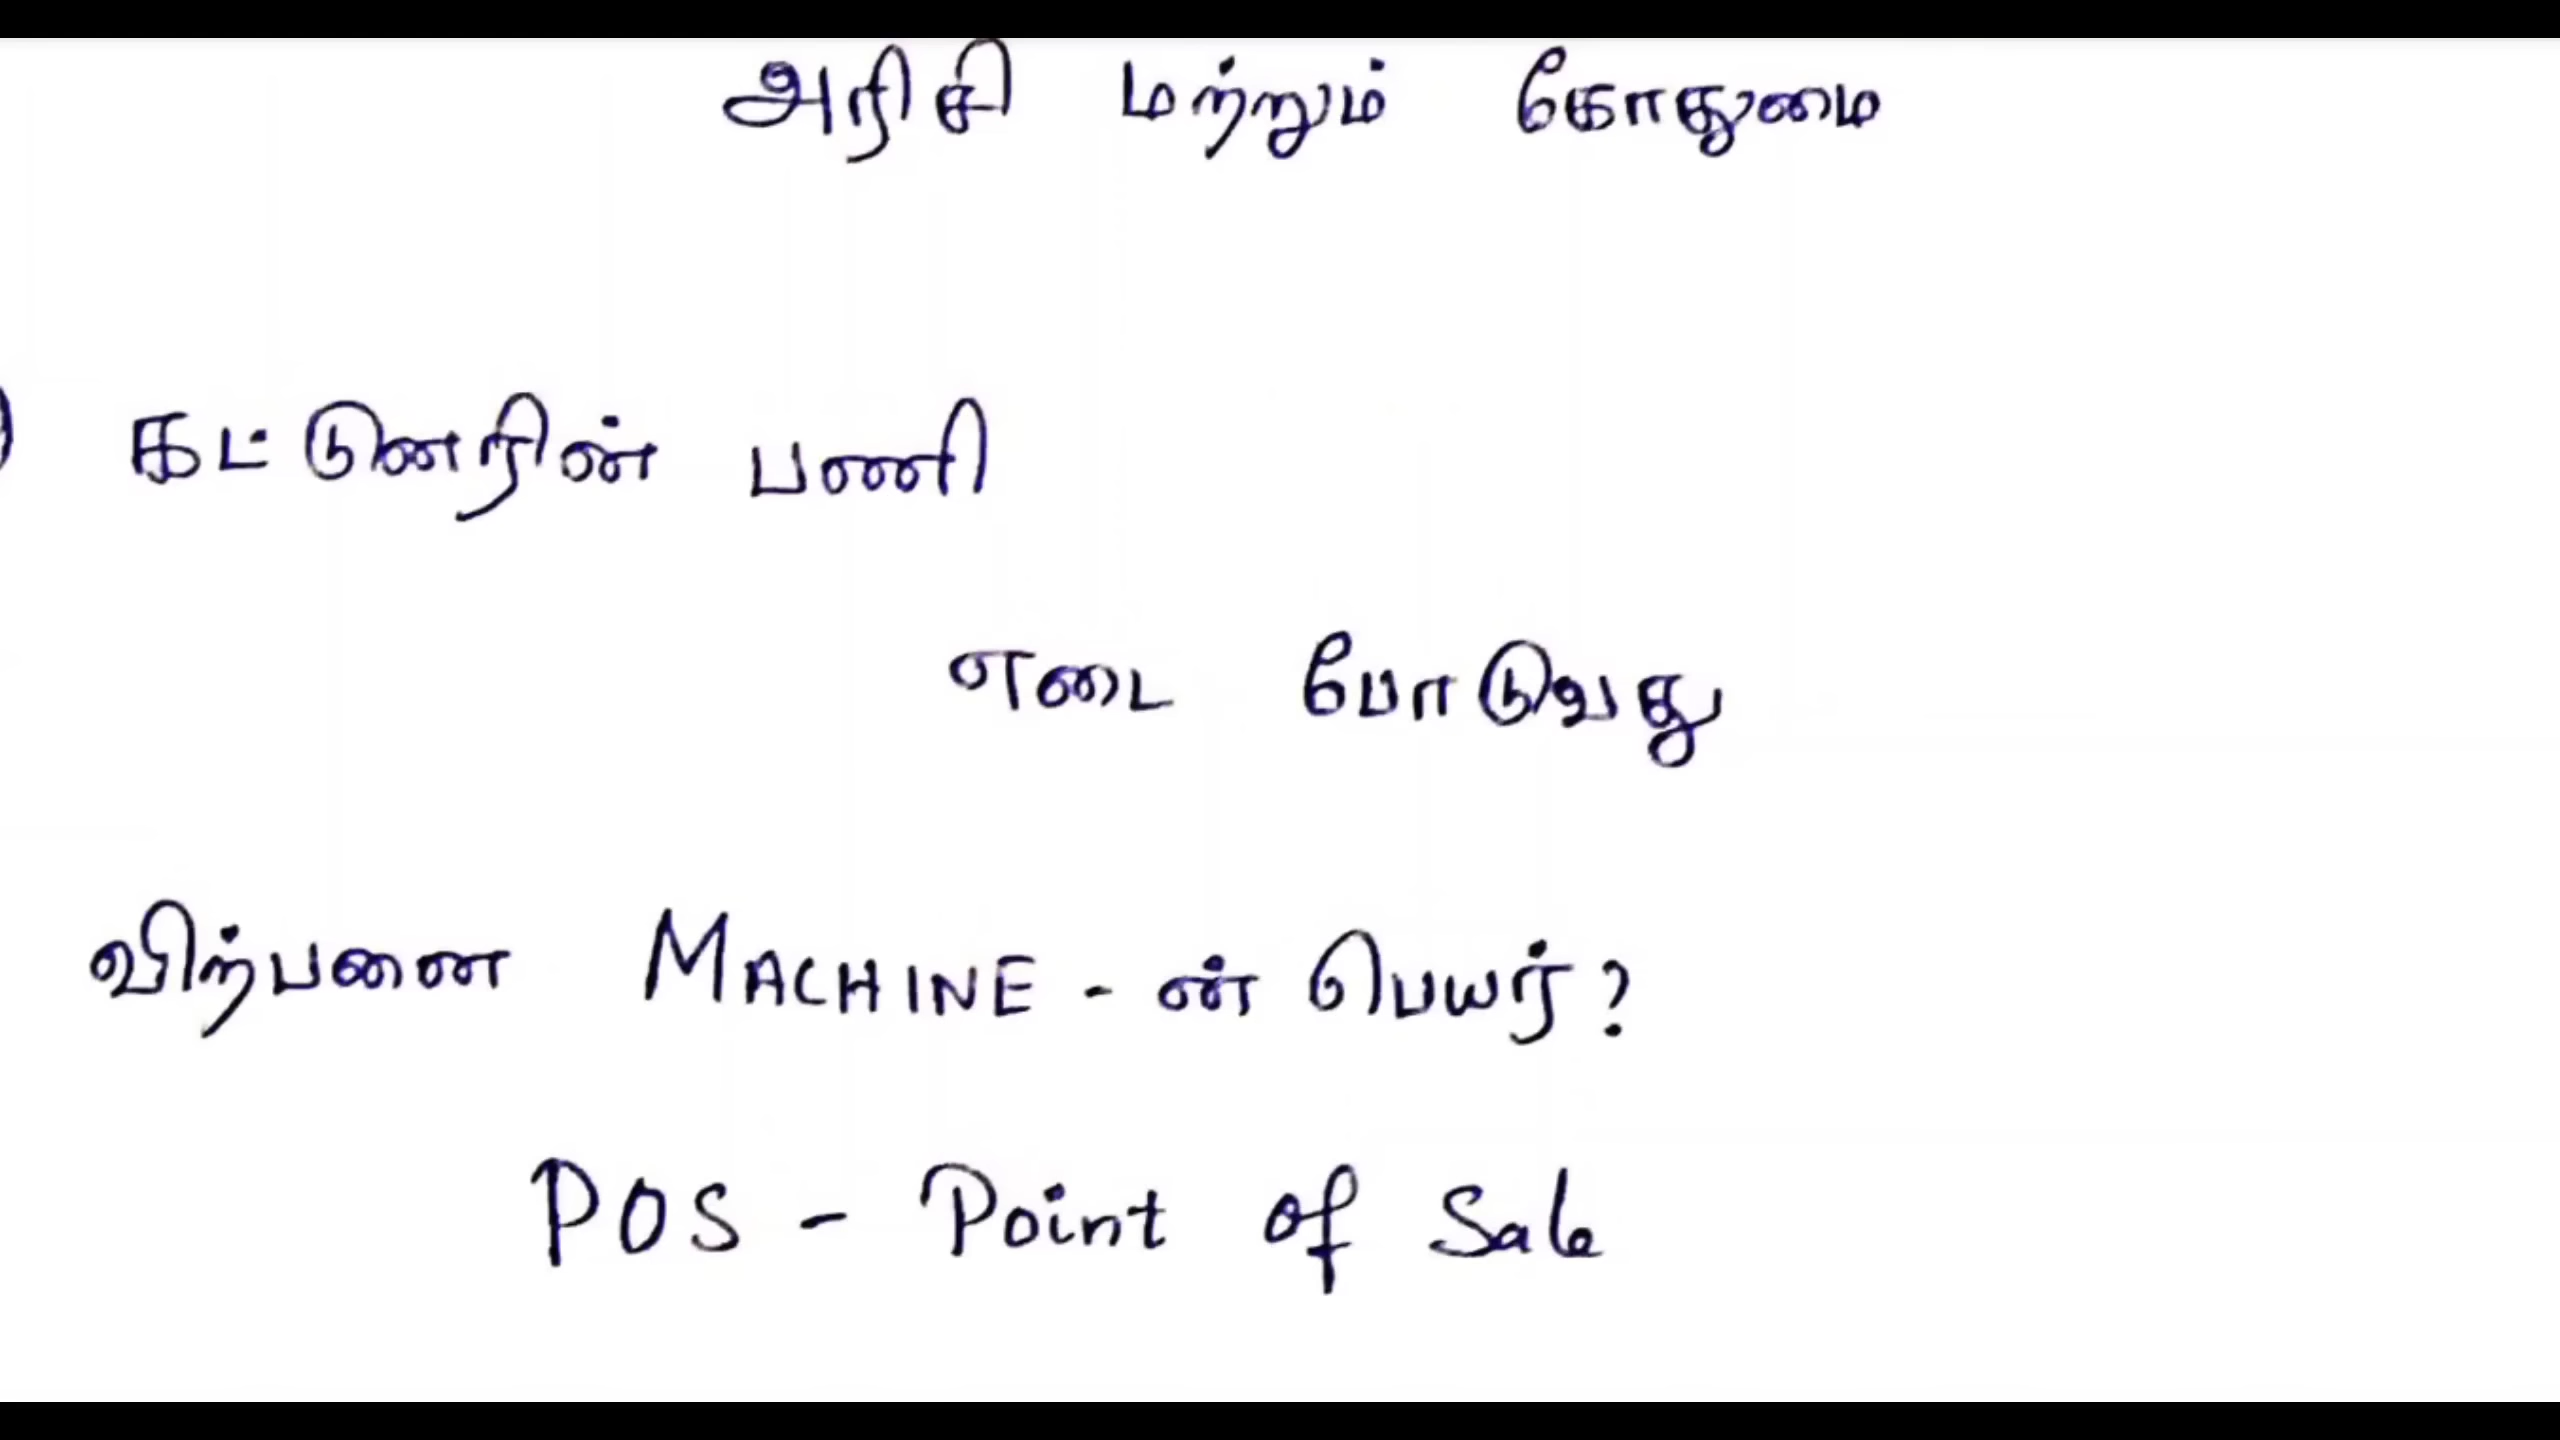 அரிசி மற்றும் கோதுமை
) கட்டுனரின் பணி
எடை போடுவது
விற்பனை MACHINE - ன் பெயர்?
POS - Point of Sale